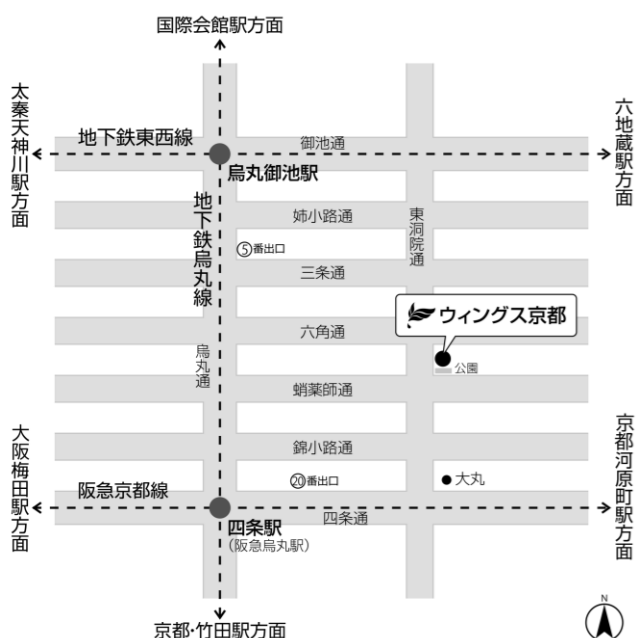 国際会館駅方面
太秦天神川駅方面
地下鉄東西線
御池通
六地蔵駅方面
烏丸御池駅
地下鉄烏丸線
姉小路通
東洞院通
⑤番出口
三条通
ウィングス京都
六角通
烏丸通
公園
蛸薬師通
大阪梅田駅方面
錦小路通
京都河原町駅方面
⑳番出口
大丸
阪急京都線
四条通
四条駅
(阪急烏丸駅)
京都・竹田駅方面
N